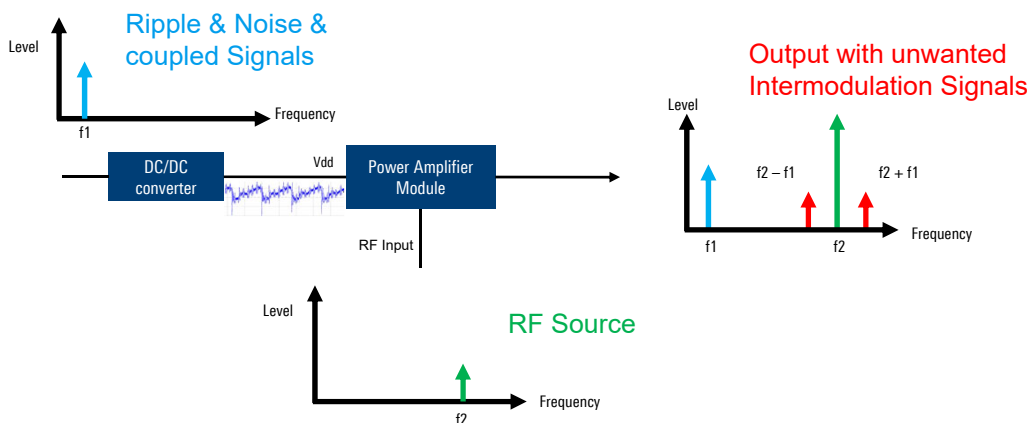 Ripple & Noise &
coupled Signals
Level
Frequency
f1
DC/DC
converter
Vdd
Power Amplifier
Module
RF Input
Output with unwanted
Intermodulation Signals
Level
f2 – f1
f2 + f1
Frequency
f1
f2
RF Source
Level
Frequency
f2